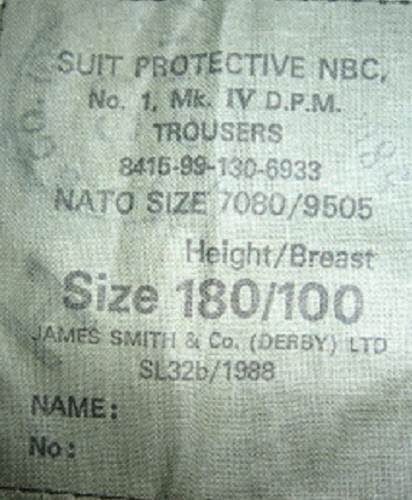 SUIT PROTECTIVE NBC,
No. 1, Mk. IV D.P.M.
TROUSERS
8415-99-130-6933
NATO SIZE 7080/9505
Height/Breast
Size 180/100
JAMES SMITH & Co. (DERBY) LTD
SL32b/1988
NAME:
No: